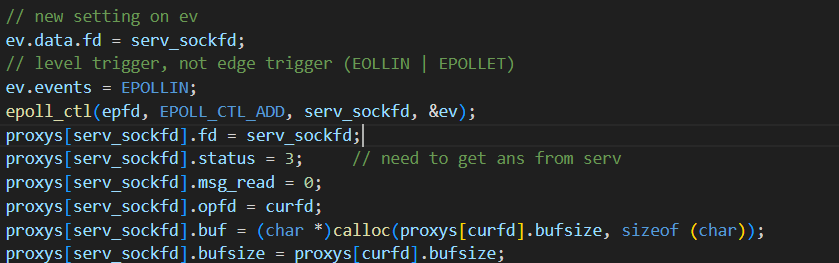 // new setting on ev
ev.data.fd = serv_sockfd;
// level trigger, not edge trigger (EOLLIN | EPOLLET)
ev.events = EPOLLIN;
epoll_ctl(epfd, EPOLL_CTL_ADD, serv_sockfd, &ev);
proxys[serv_sockfd].fd = serv_sockfd;
proxys[serv_sockfd].status = 3;     // need to get ans from serv
proxys[serv_sockfd].msg_read = 0;
proxys[serv_sockfd].opfd = curfd;
proxys[serv_sockfd].buf = (char *)calloc(proxys[curfd].bufsize, sizeof (char));
proxys[serv_sockfd].bufsize = proxys[curfd].bufsize;